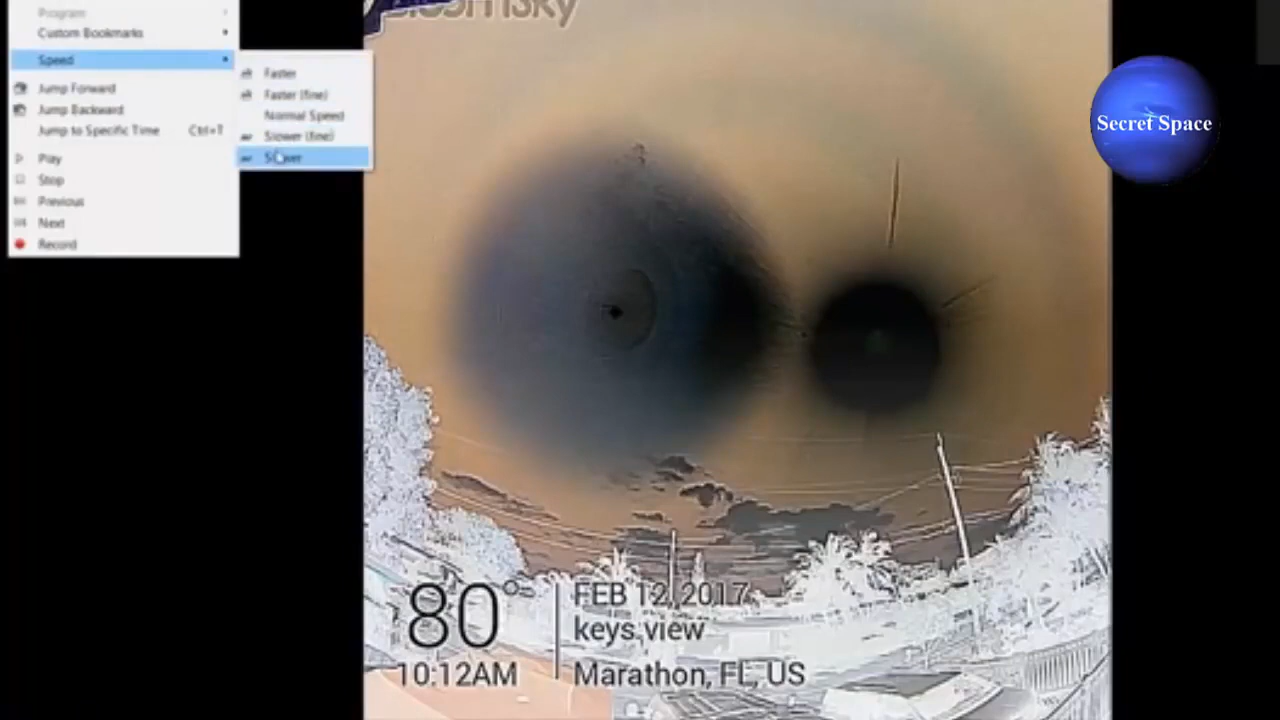 Program
Custom Bookmarks
Speed
Jump Forward
Jump Backward
Jump to Specific Time Ctrl+T
Play
Stop
Previous
Next
Record
Faster
Faster (fine)
Normal Speed
Slower (fine)
Slower
Secret Space
80°
10:12AM
FEB 12,2017
keys,view
Marathon, FL, US